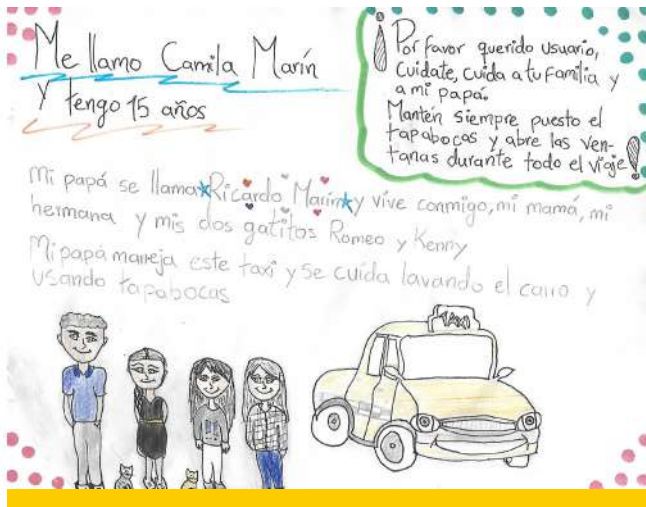 Me llamo Camila Marín
Y tengo 15 años
¡Por favor querido usuario,
Cuidate, cuida a tu familia y
a mi papá.
Mantén siempre puesto el
tapabocas y abre las ven-
tanas durante todo el viaje!
Mi papá se llama Ricardo Marín y vive conmigo, mi mamá, mi
hermana y mis dos gatitos Romeo y Kenny
Mi papá maneja este taxi y se cuida lavando el carro y
usando tapabocas
TAXI